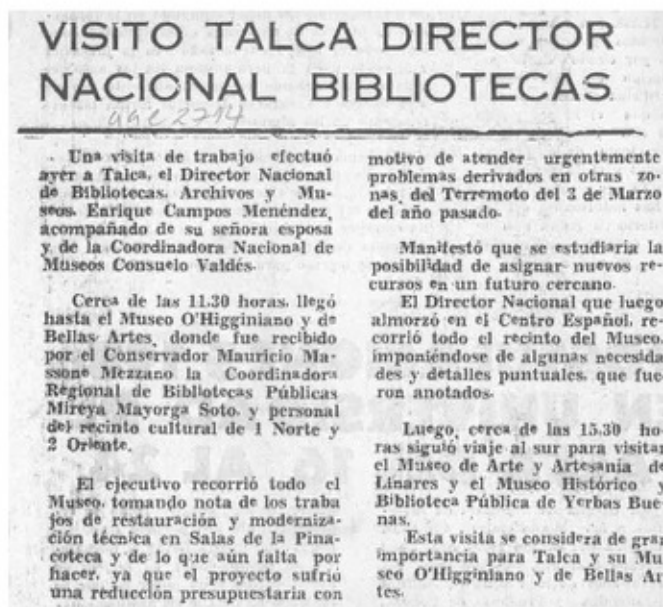 VISITO TALCA DIRECTOR
NACIONAL BIBLIOTECAS
Una visita de trabajo efectuó
ayer a Talca, el Director Nacional
de Bibliotecas, Archivos y Mu-
seos, Enrique Campos Menéndez,
acompañado de su señora esposa
y de la Coordinadora Nacional de
Museos Consuelo Valdés.
Cerca de las 11.30 horas, llegó
hasta el Museo O'Higginiano y de
Bellas Artes, donde fue recibido
por el Conservador Mauricio Ma-
ssone Mezzano la Coordinadora
Regional de Bibliotecas Públicas
Mireya Mayorga Soto, y personal
del recinto cultural de 1 Norte y
2 Oriente.
El ejecutivo recorrió todo el
Museo, tomando nota de los traba
jos de restauración y moderniza-
ción técnica en Salas de la Pina-
coteca y de lo que aún falta por
hacer, ya que el proyecto sufrió
una reducción presupuestaria con
motivo de atender urgentemente
problemas derivados en otras zo-
nas, del Terremoto del 3 de Marzo
del año pasado.
Manifestó que se estudiaría la
posibilidad de asignar nuevos re-
cursos en un futuro cercano.
El Director Nacional que luego
almorzó en el Centro Español, re-
corrió todo el recinto del Museo,
imponiéndose de algunas necesida
des y detalles puntuales, que fue-
ron anotados.
Luego, cerca de las 15.30 ho-
ras siguió viaje al sur para visitar
el Museo de Arte y Artesanía de
Linares y el Museo Histórico y
Biblioteca Pública de Yerbas Bue
nas.
Esta visita se considera de gran
importancia para Talca y su Mu
seo O'Higginiano y de Bellas Ar
tes.